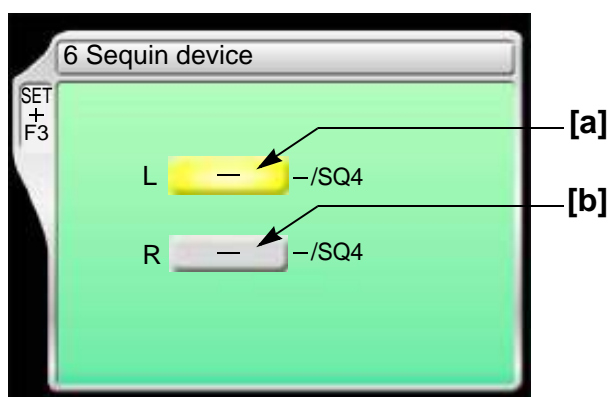 6 Sequin device
SET
+
F3
[a]
L – –/SQ4
[b]
R – –/SQ4